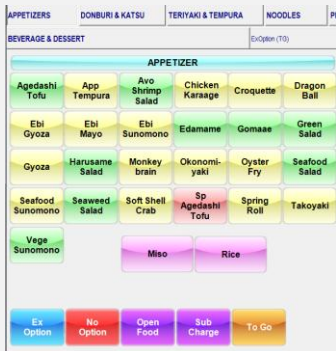 APPETIZERS DONBURI & KATSU TERIYAKI & TEMPURA NOODLES
BEVERAGE & DESSERT ExOption (TG)
APPETIZER
Agedashi Tofu
App Tempura
Avo Shrimp Salad
Chicken Karaage
Croquette
Dragon Ball
Ebi Gyoza
Ebi Mayo
Ebi Sunomono
Edamame
Gomaae
Green Salad
Gyoza
Harusame Salad
Monkey brain
Okonomi-yaki
Oyster Fry
Seafood Salad
Seafood Sunomono
Seaweed Salad
Soft Shell Crab
Sp Agedashi Tofu
Spring Roll
Takoyaki
Vege Sunomono
Miso
Rice
Ex Option
No Option
Open Food
Sub Charge
To Go